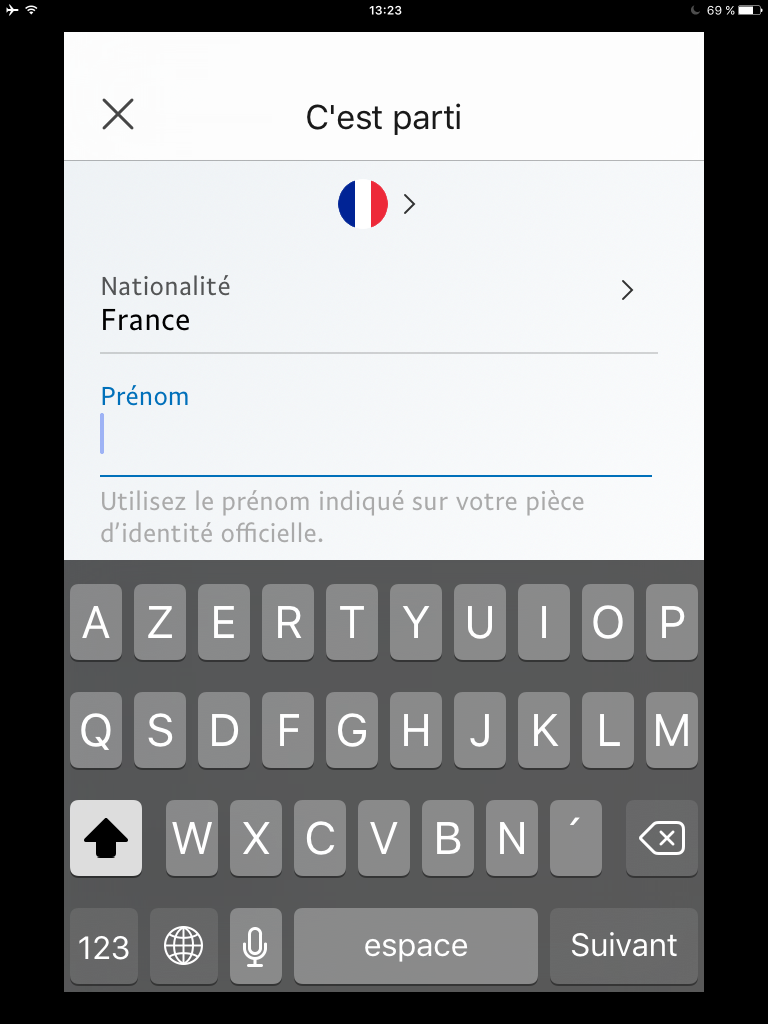 13:23
69 %
C'est parti
Nationalité
France
Prénom
Utilisez le prénom indiqué sur votre pièce
d'identité officielle.
A Z E R T Y U I O P
Q S D F G H J K L M
W X C V B N ´
123 espace Suivant